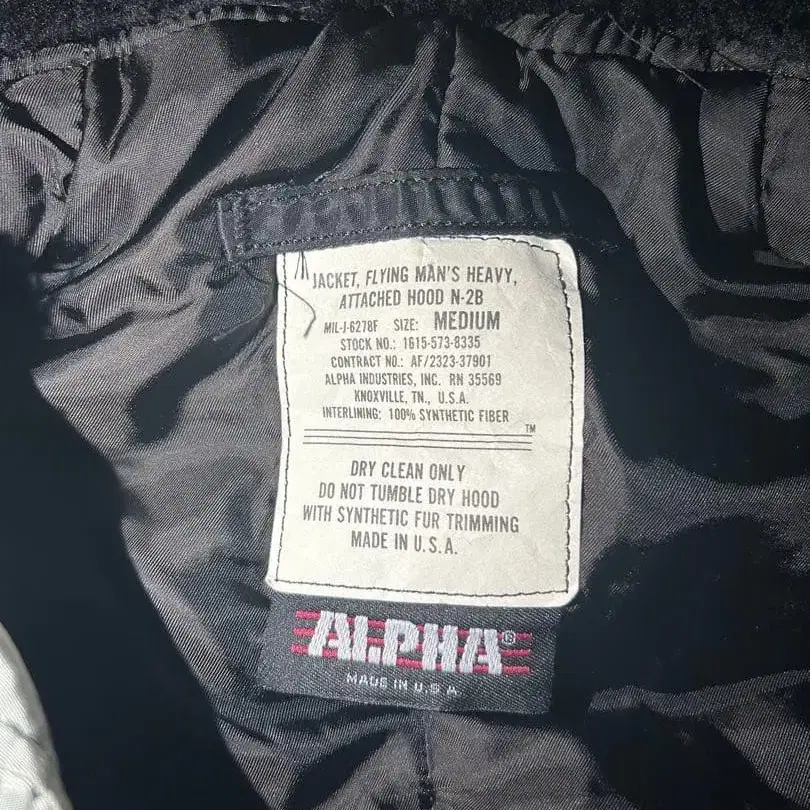 JACKET, FLYING MAN'S HEAVY,
ATTACHED HOOD N-2B
MIL-J-6278F SIZE: MEDIUM
STOCK NO.: 1615-573-8335
CONTRACT NO.: AF/2323-37901
ALPHA INDUSTRIES, INC. RN 35569
KNOXVILLE, TN., U.S.A.
INTERLINING: 100% SYNTHETIC FIBER
TM
DRY CLEAN ONLY
DO NOT TUMBLE DRY HOOD
WITH SYNTHETIC FUR TRIMMING
MADE IN U.S.A.
ALPHA®
MADE IN U S A